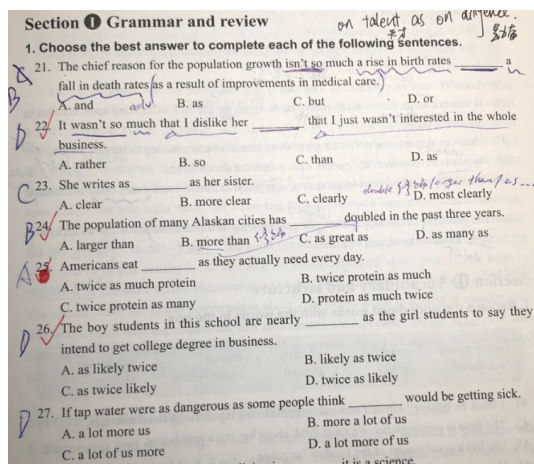 on talent as on diligence.
天才
Section 1 Grammar and review
1. Choose the best answer to complete each of the following sentences.
21. The chief reason for the population growth isn't so much a rise in birth rates ______ a
fall in death rates as a result of improvements in medical care.
B
A. and B. as C. but D. or
adv
D
22. It wasn't so much that I dislike her ______ that I just wasn't interested in the whole
business.
A. rather B. so C. than D. as
C
23. She writes as ______ as her sister.
A. clear B. more clear C. clearly D. most clearly
double
B
24. The population of many Alaskan cities has ______ doubled in the past three years.
A. larger than B. more than C. as great as D. as many as
A
25. Americans eat ______ as they actually need every day.
A. twice as much protein B. twice protein as much
C. twice protein as many D. protein as much twice
D
26. The boy students in this school are nearly ______ as the girl students to say they
intend to get college degree in business.
A. as likely twice B. likely as twice
C. as twice likely D. twice as likely
D
27. If tap water were as dangerous as some people think ______ would be getting sick.
A. a lot more us B. more a lot of us
C. a lot of us more D. a lot more of us
it is a science.